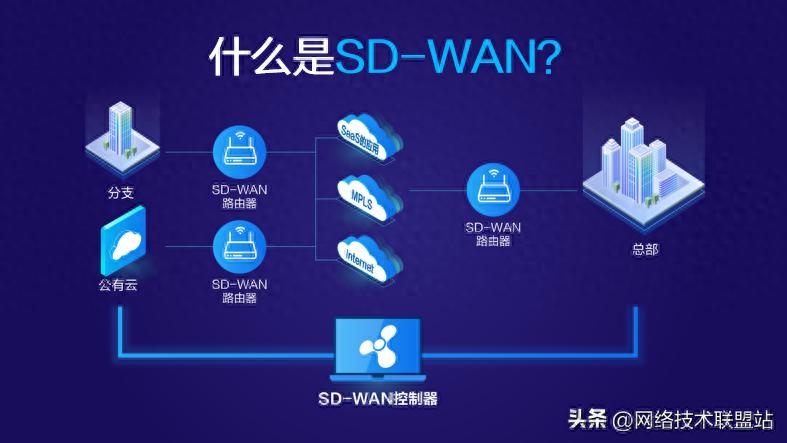 什么是SD-WAN?
分支
SD-WAN
路由器
SaaS的应用
MPLS
Internet
SD-WAN
路由器
总部
公有云
SD-WAN
路由器
SD-WAN控制器
头条 @网络技术联盟站